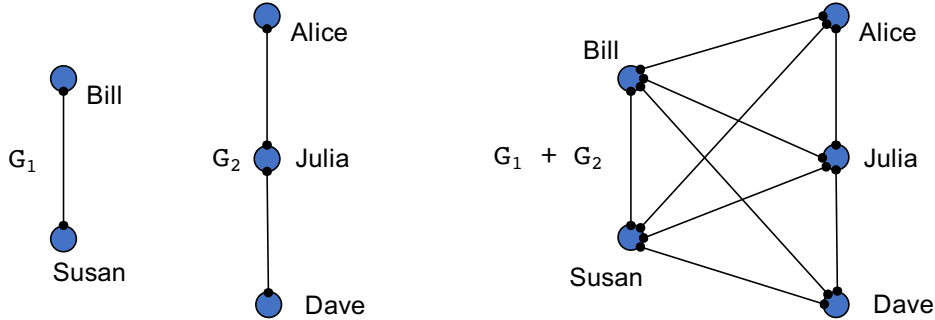 Bill
G₁
Susan
Alice
G₂
Julia
Dave
Bill
G₁ + G₂
Susan
Alice
Julia
Dave